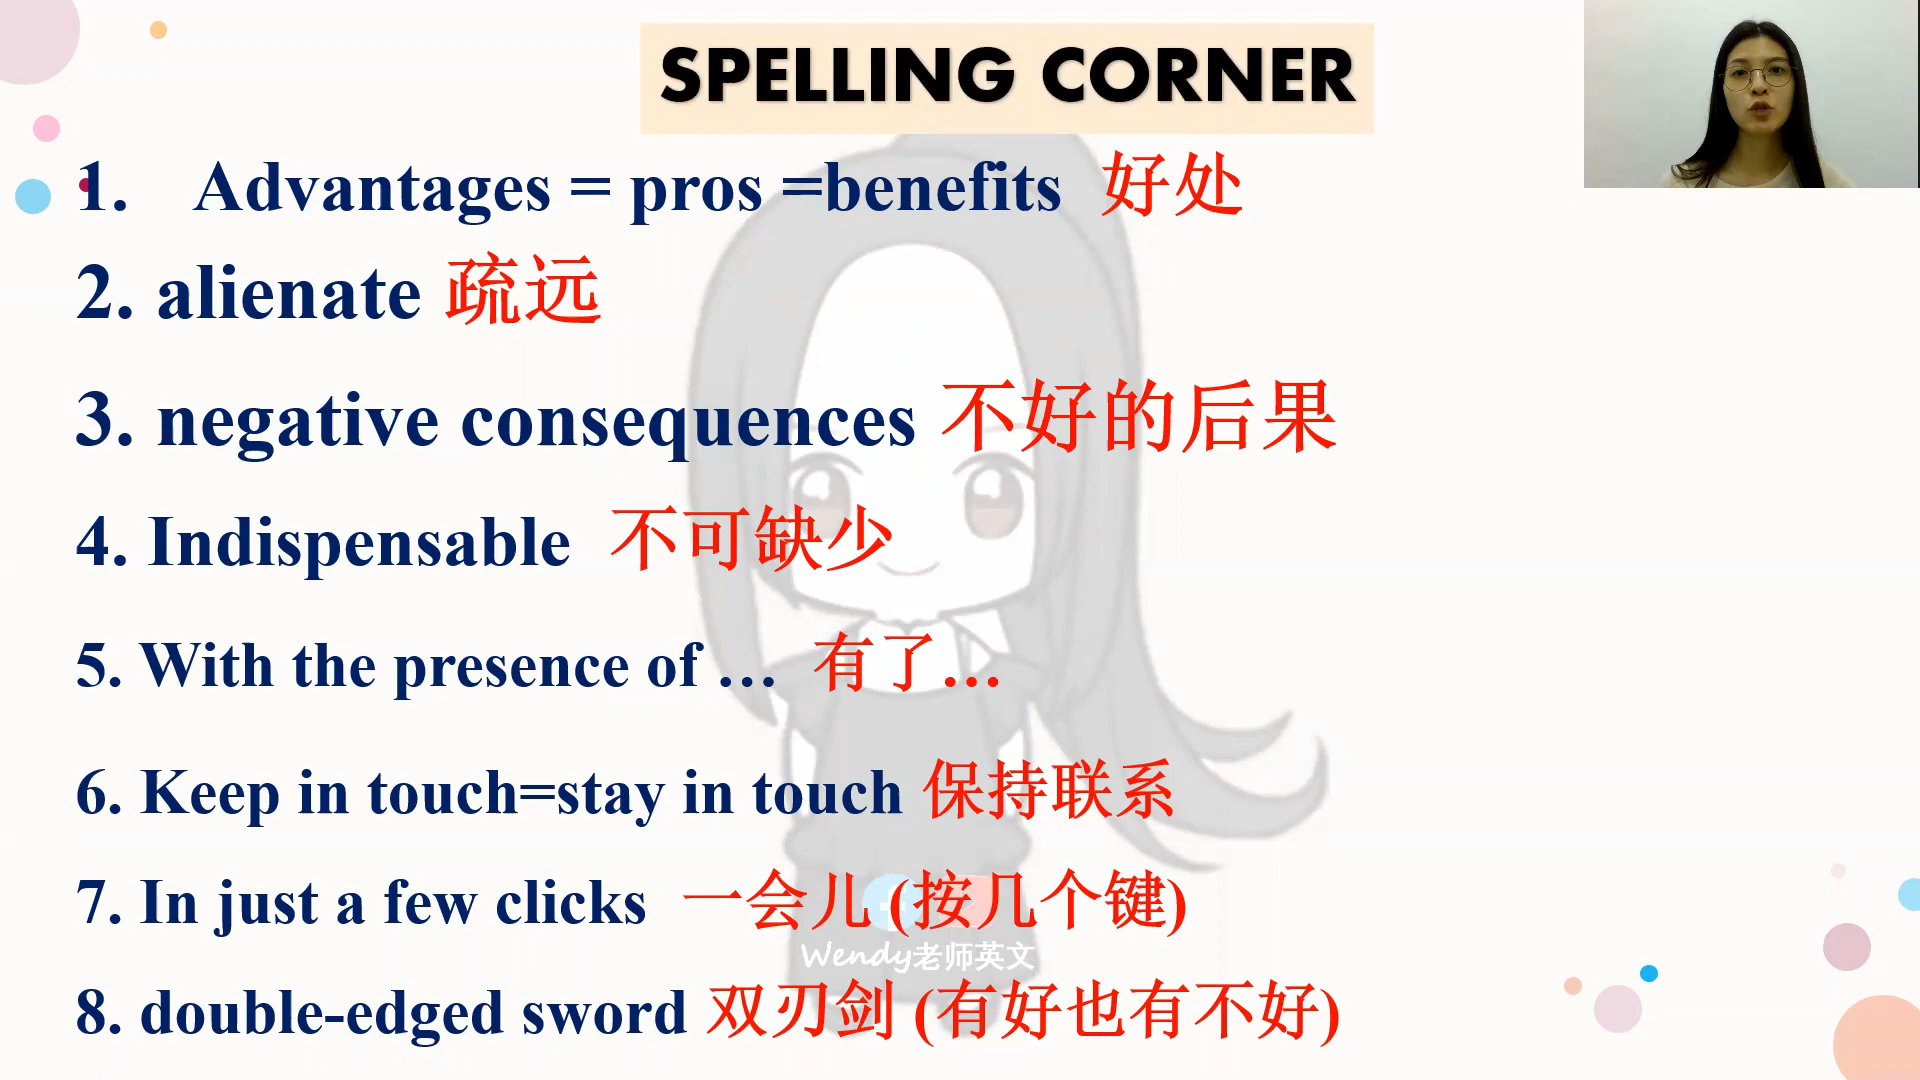 SPELLING CORNER
1. Advantages = pros =benefits 好处
2. alienate 疏远
3. negative consequences 不好的后果
4. Indispensable 不可缺少
5. With the presence of … 有了…
6. Keep in touch=stay in touch 保持联系
7. In just a few clicks 一会儿 (按几个键)
Wendy老师英文
8. double-edged sword 双刃剑 (有好也有不好)